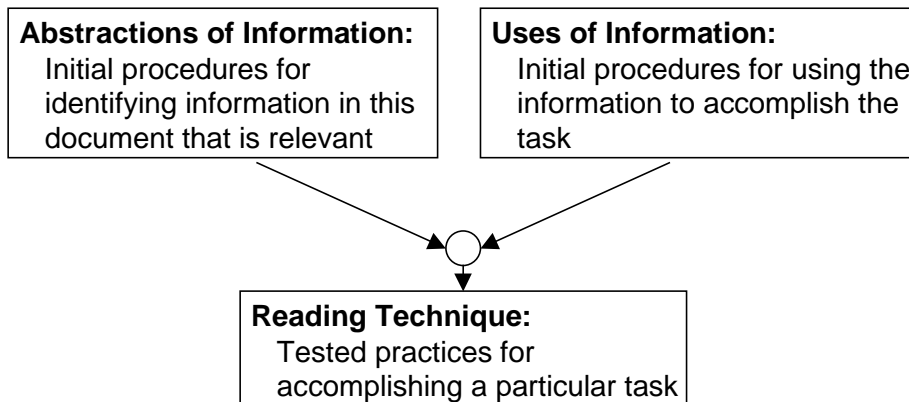 Abstractions of Information:
Initial procedures for
identifying information in this
document that is relevant
Uses of Information:
Initial procedures for using the
information to accomplish the
task
Reading Technique:
Tested practices for
accomplishing a particular task